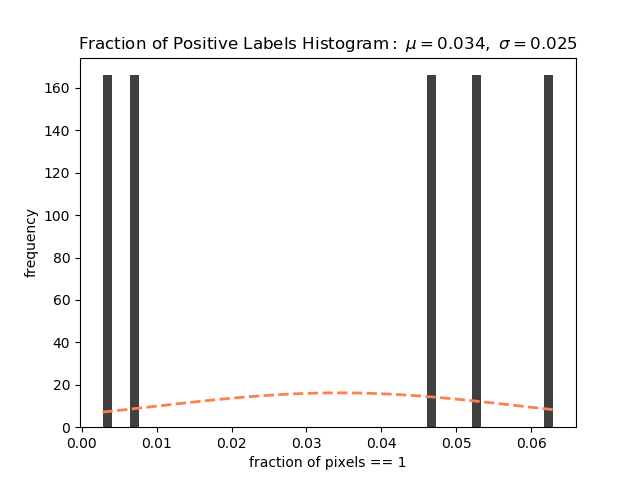 Fraction of Positive Labels Histogram : μ = 0.034, σ = 0.025
160
140
120
100
80
60
40
20
0
frequency
0.00 0.01 0.02 0.03 0.04 0.05 0.06
fraction of pixels == 1